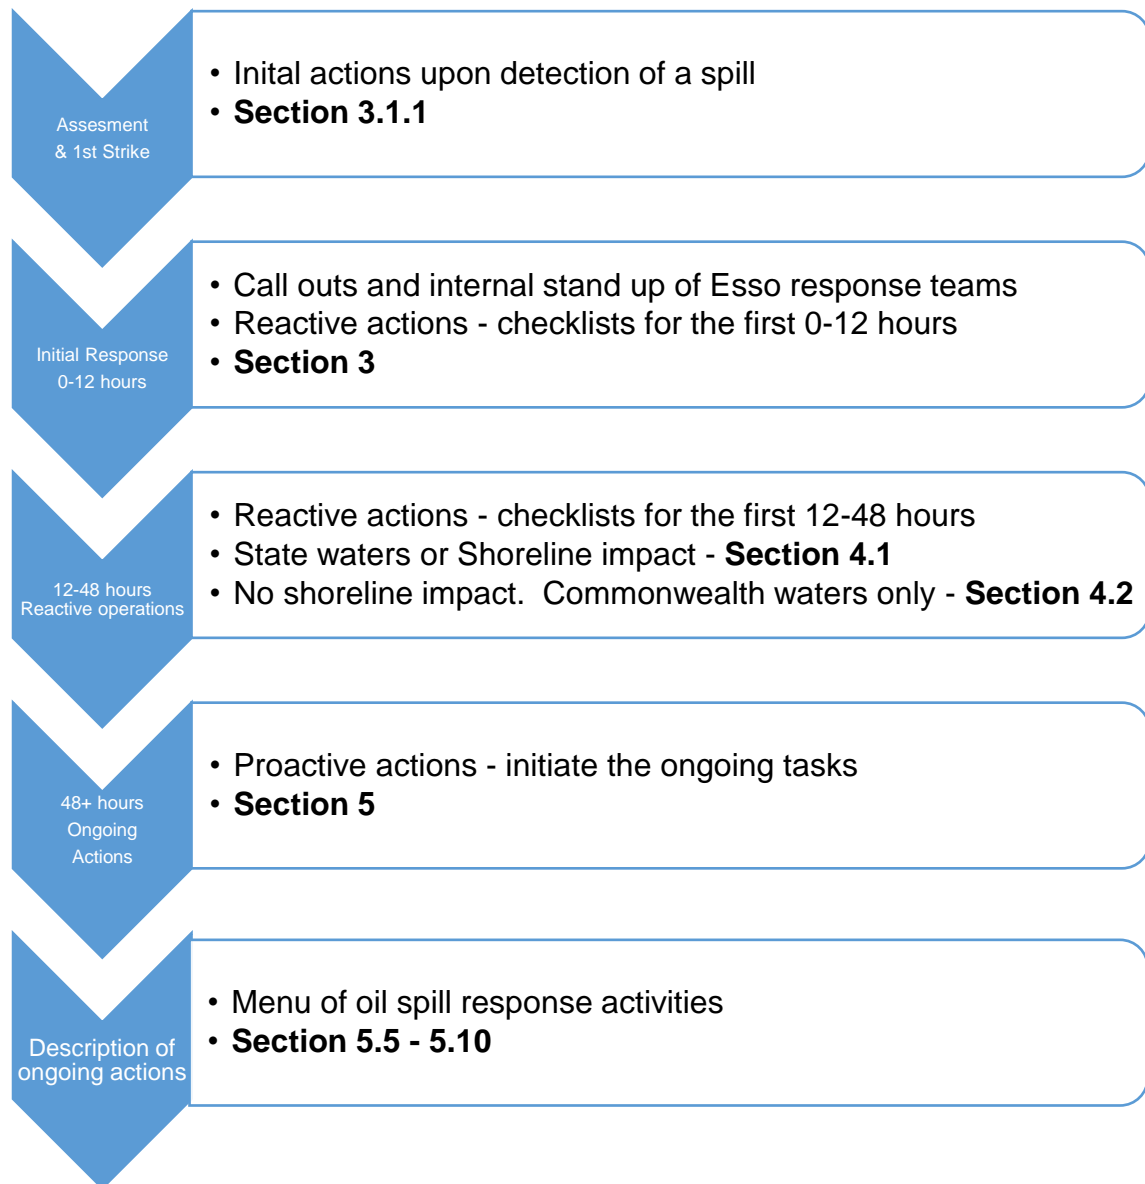 Assesment
& 1st Strike
• Inital actions upon detection of a spill
• Section 3.1.1
Initial Response
0-12 hours
• Call outs and internal stand up of Esso response teams
• Reactive actions - checklists for the first 0-12 hours
• Section 3
12-48 hours
Reactive operations
• Reactive actions - checklists for the first 12-48 hours
• State waters or Shoreline impact - Section 4.1
• No shoreline impact.  Commonwealth waters only - Section 4.2
48+ hours
Ongoing
Actions
• Proactive actions - initiate the ongoing tasks
• Section 5
Description of
ongoing actions
• Menu of oil spill response activities
• Section 5.5 - 5.10